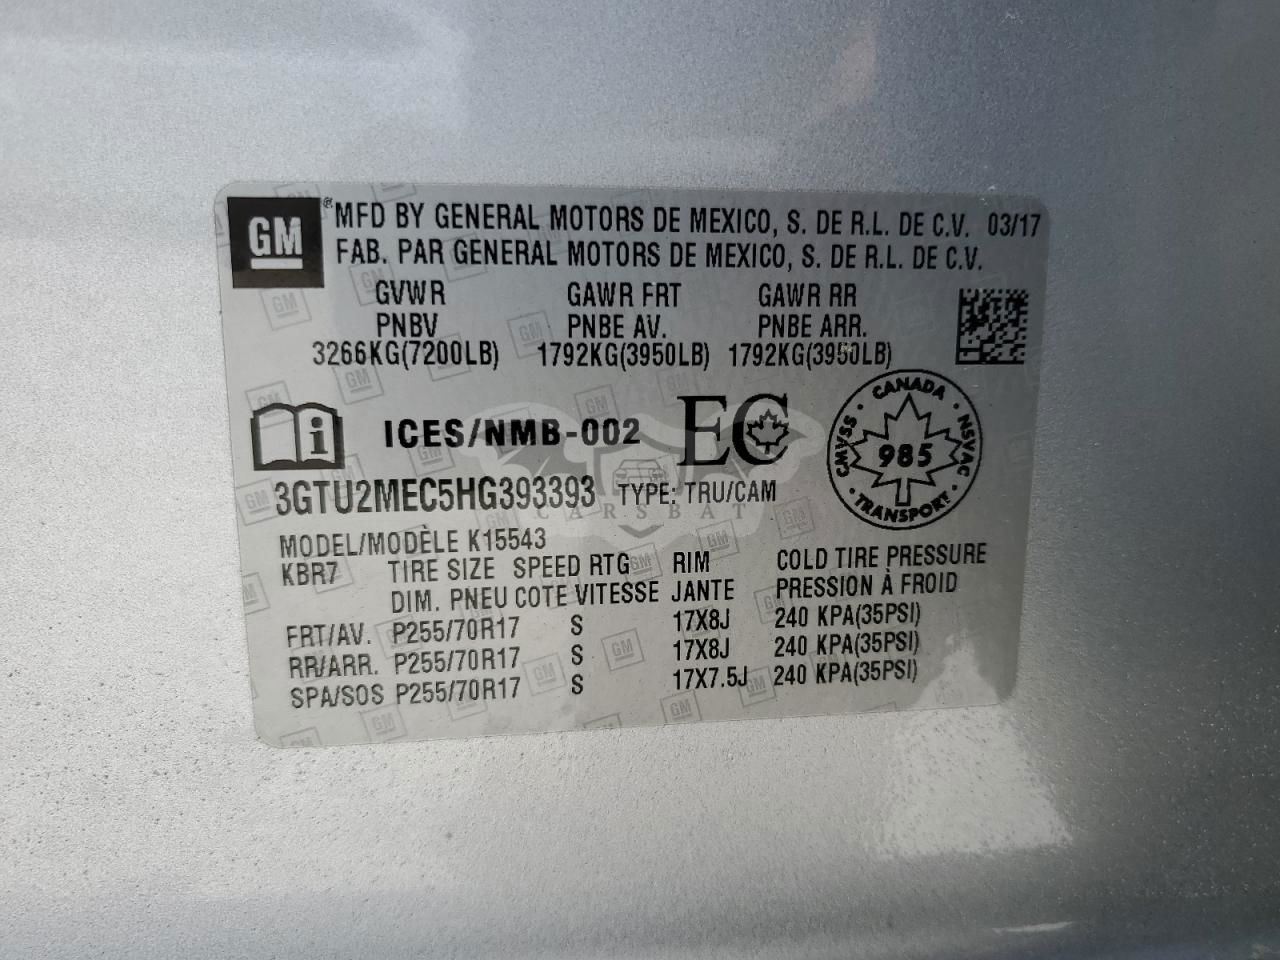 GM ® MFD BY GENERAL MOTORS DE MEXICO, S. DE R.L. DE C.V. 03/17
FAB. PAR GENERAL MOTORS DE MEXICO, S. DE R.L. DE C.V.
GVWR GAWR FRT GAWR RR
PNBV PNBE AV. PNBE ARR.
3266KG(7200LB) 1792KG(3950LB) 1792KG(3950LB)
i ICES/NMB-002 EC
CANADA CMVSS NSVAC 985 TRANSPORT
3GTU2MEC5HG393393 TYPE: TRU/CAM
CARSBAT
MODEL/MODÈLE K15543
KBR7 TIRE SIZE SPEED RTG RIM COLD TIRE PRESSURE
DIM. PNEU COTE VITESSE JANTE PRESSION À FROID
FRT/AV. P255/70R17 S 17X8J 240 KPA(35PSI)
RR/ARR. P255/70R17 S 17X8J 240 KPA(35PSI)
SPA/SOS P255/70R17 S 17X7.5J 240 KPA(35PSI)